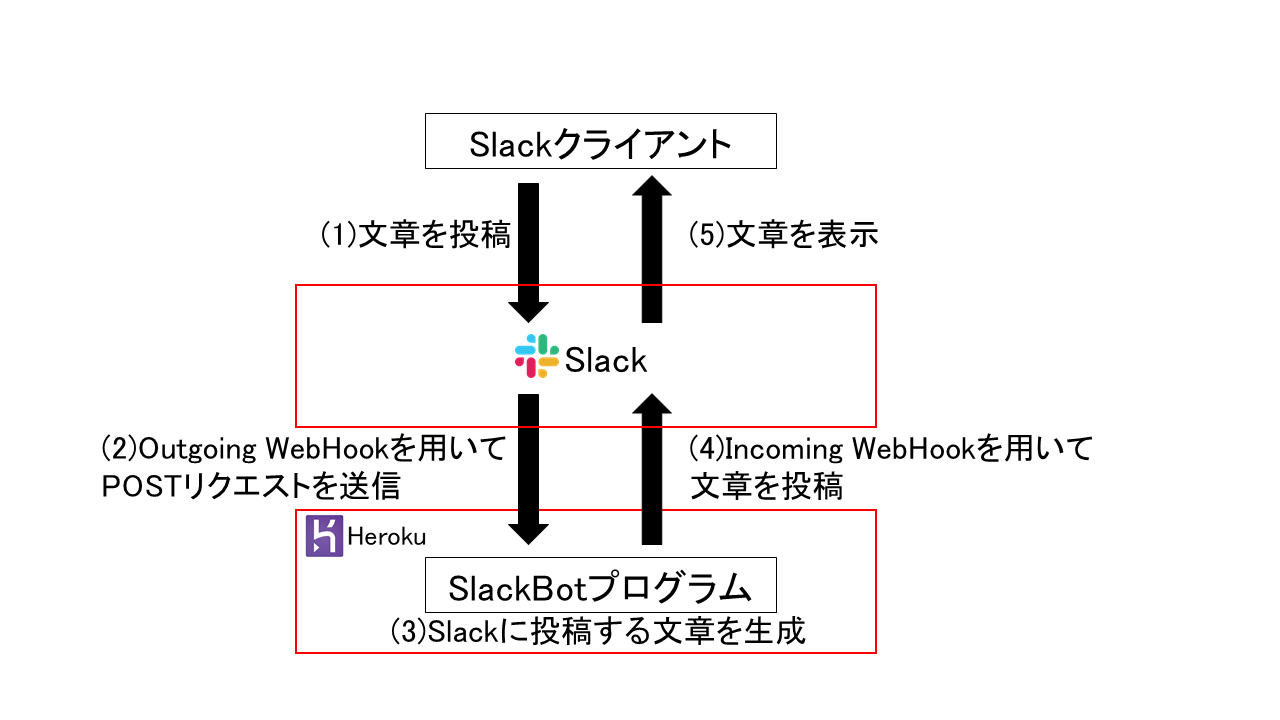 Slackクライアント
(1)文章を投稿
(5)文章を表示
Slack
(2)Outgoing WebHookを用いて
POSTリクエストを送信
(4)Incoming WebHookを用いて
文章を投稿
Heroku
SlackBotプログラム
(3)Slackに投稿する文章を生成